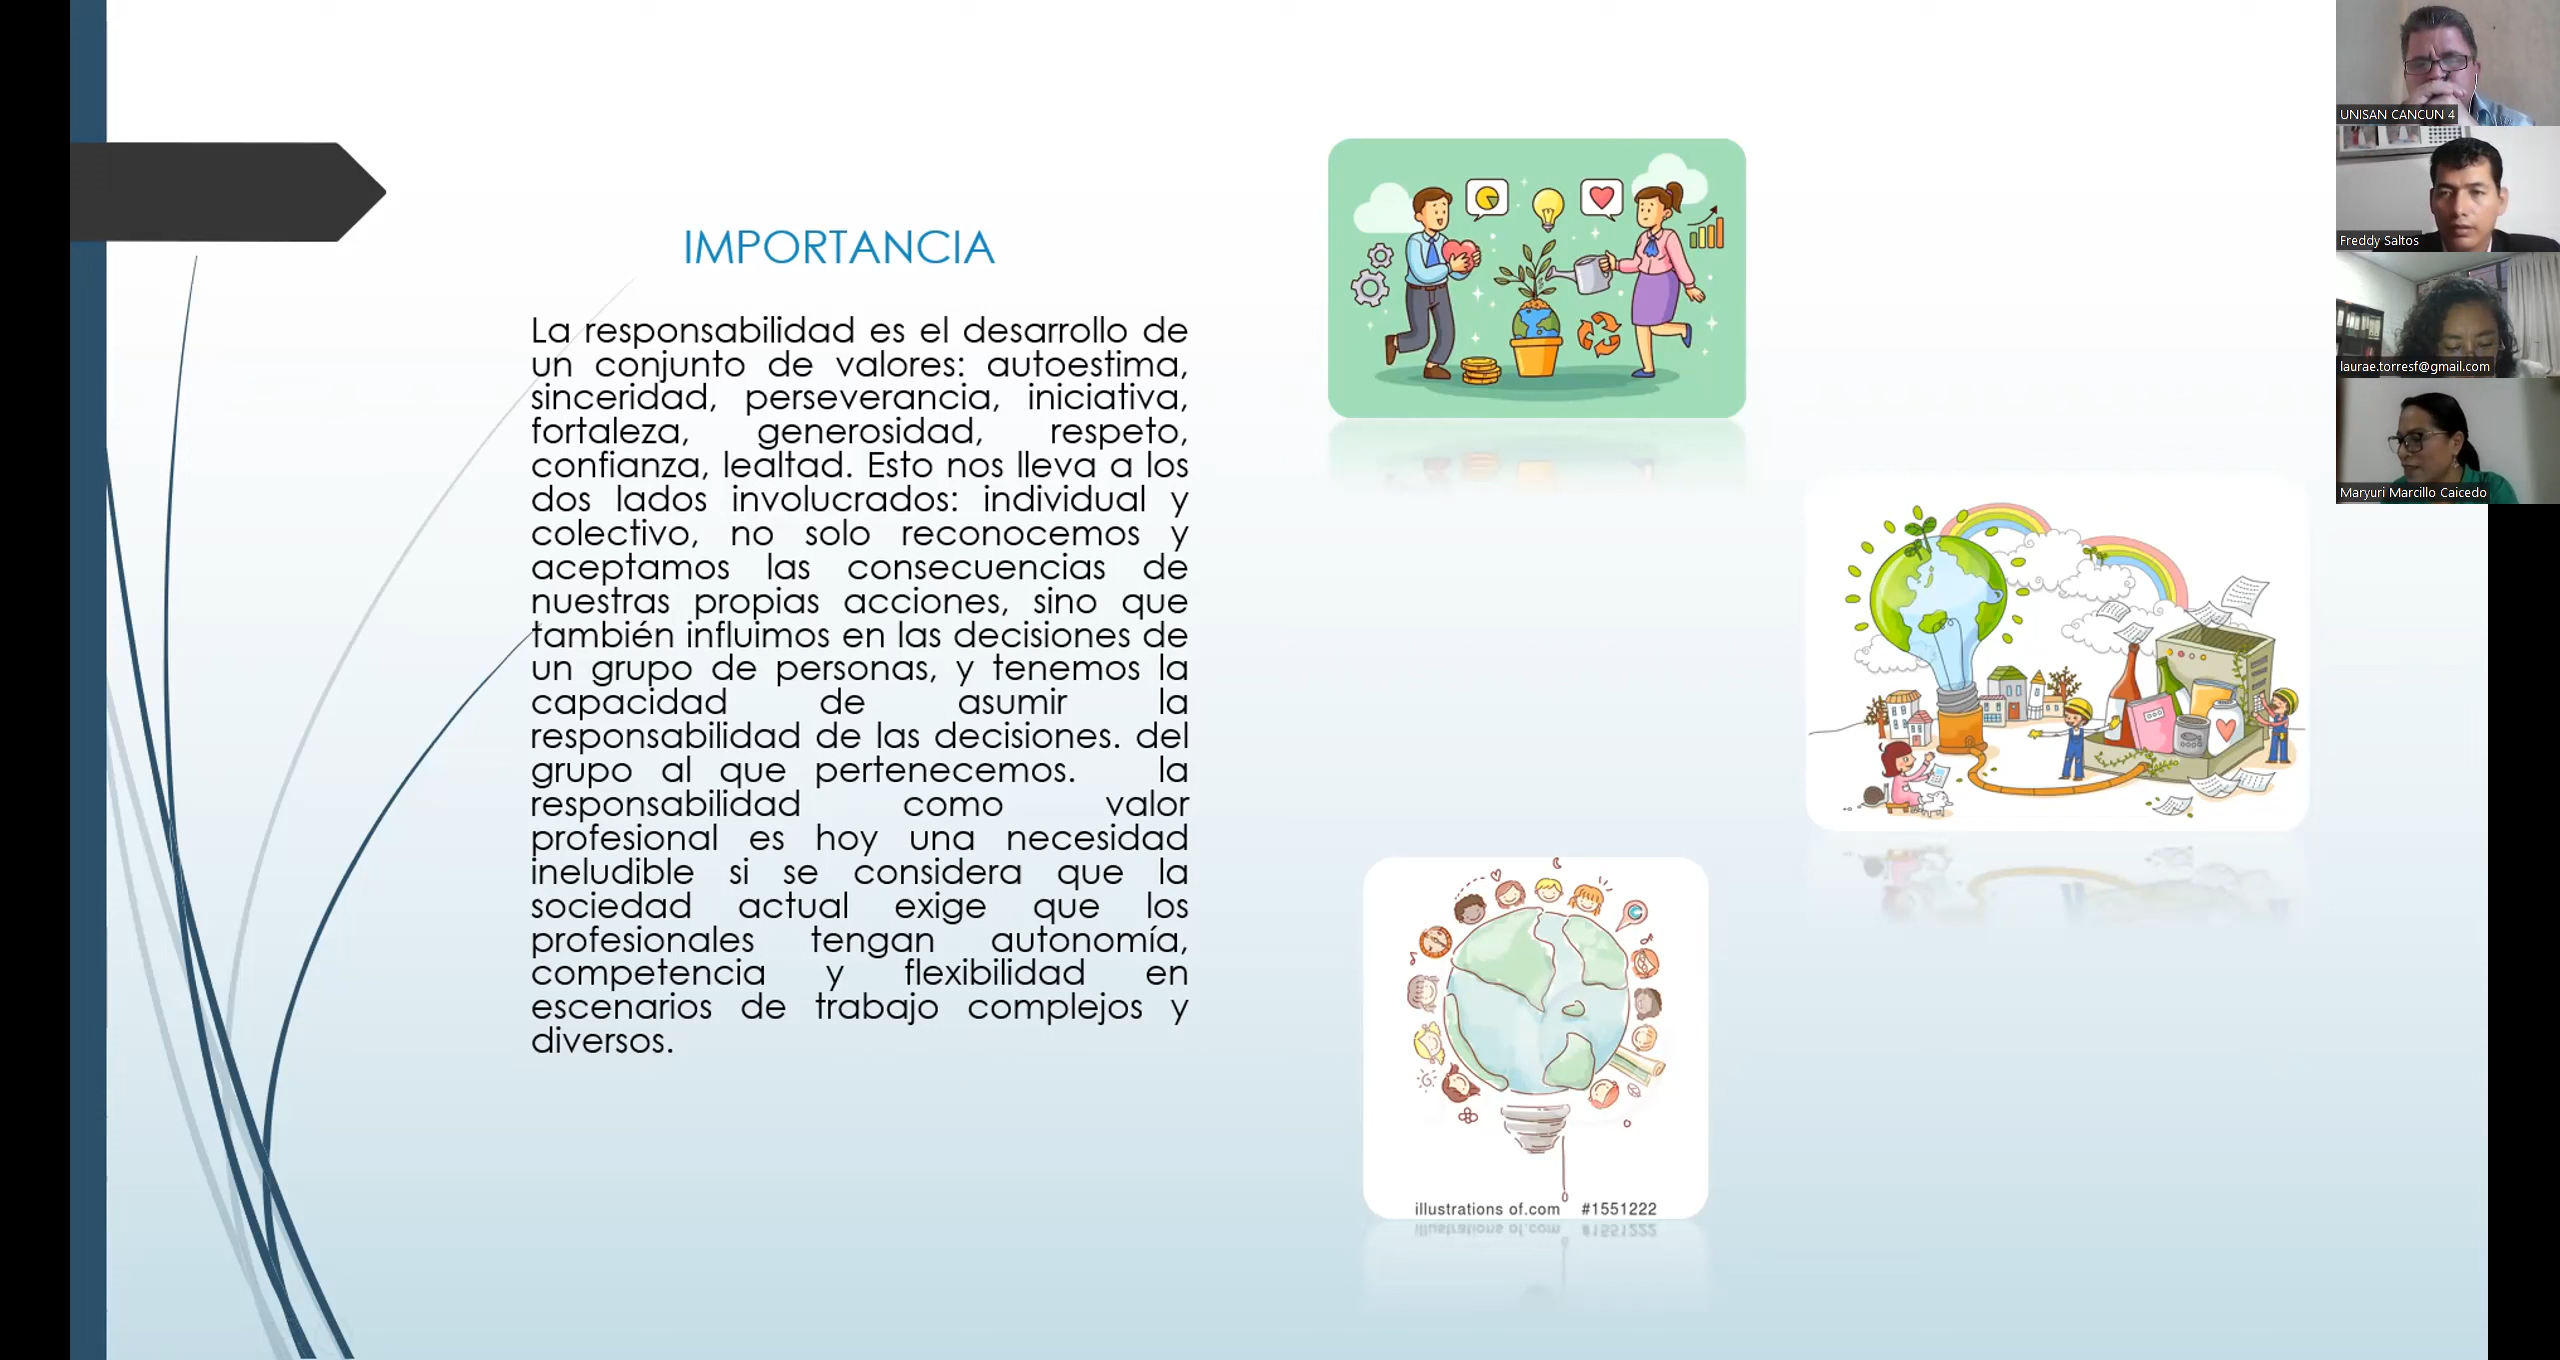 IMPORTANCIA
La responsabilidad es el desarrollo de
un conjunto de valores: autoestima,
sinceridad, perseverancia, iniciativa,
fortaleza, generosidad, respeto,
confianza, lealtad. Esto nos lleva a los
dos lados involucrados: individual y
colectivo, no solo reconocemos y
aceptamos las consecuencias de
nuestras propias acciones, sino que
también influimos en las decisiones de
un grupo de personas, y tenemos la
capacidad de asumir la
responsabilidad de las decisiones. del
grupo al que pertenecemos. la
responsabilidad como valor
profesional es hoy una necesidad
ineludible si se considera que la
sociedad actual exige que los
profesionales tengan autonomía,
competencia y flexibilidad en
escenarios de trabajo complejos y
diversos.
illustrations of.com #1551222
UNISAN CANCUN 4
Freddy Saltos
laurae.torresf@gmail.com
Maryuri Marcillo Caicedo